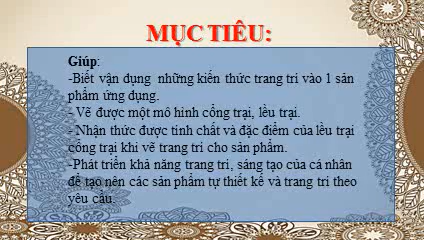 MỤC TIÊU:
Giúp:
-Biết vận dụng những kiến thức trang trí vào 1 sản
phẩm ứng dụng.
- Vẽ được một mô hình cổng trại, lều trại.
- Nhận thức được tính chất và đặc điểm của lều trại
cổng trại khi vẽ trang trí cho sản phẩm.
-Phát triển khả năng trang trí, sáng tạo của cá nhân
để tạo nên các sản phẩm tự thiết kế và trang trí theo
yêu cầu.